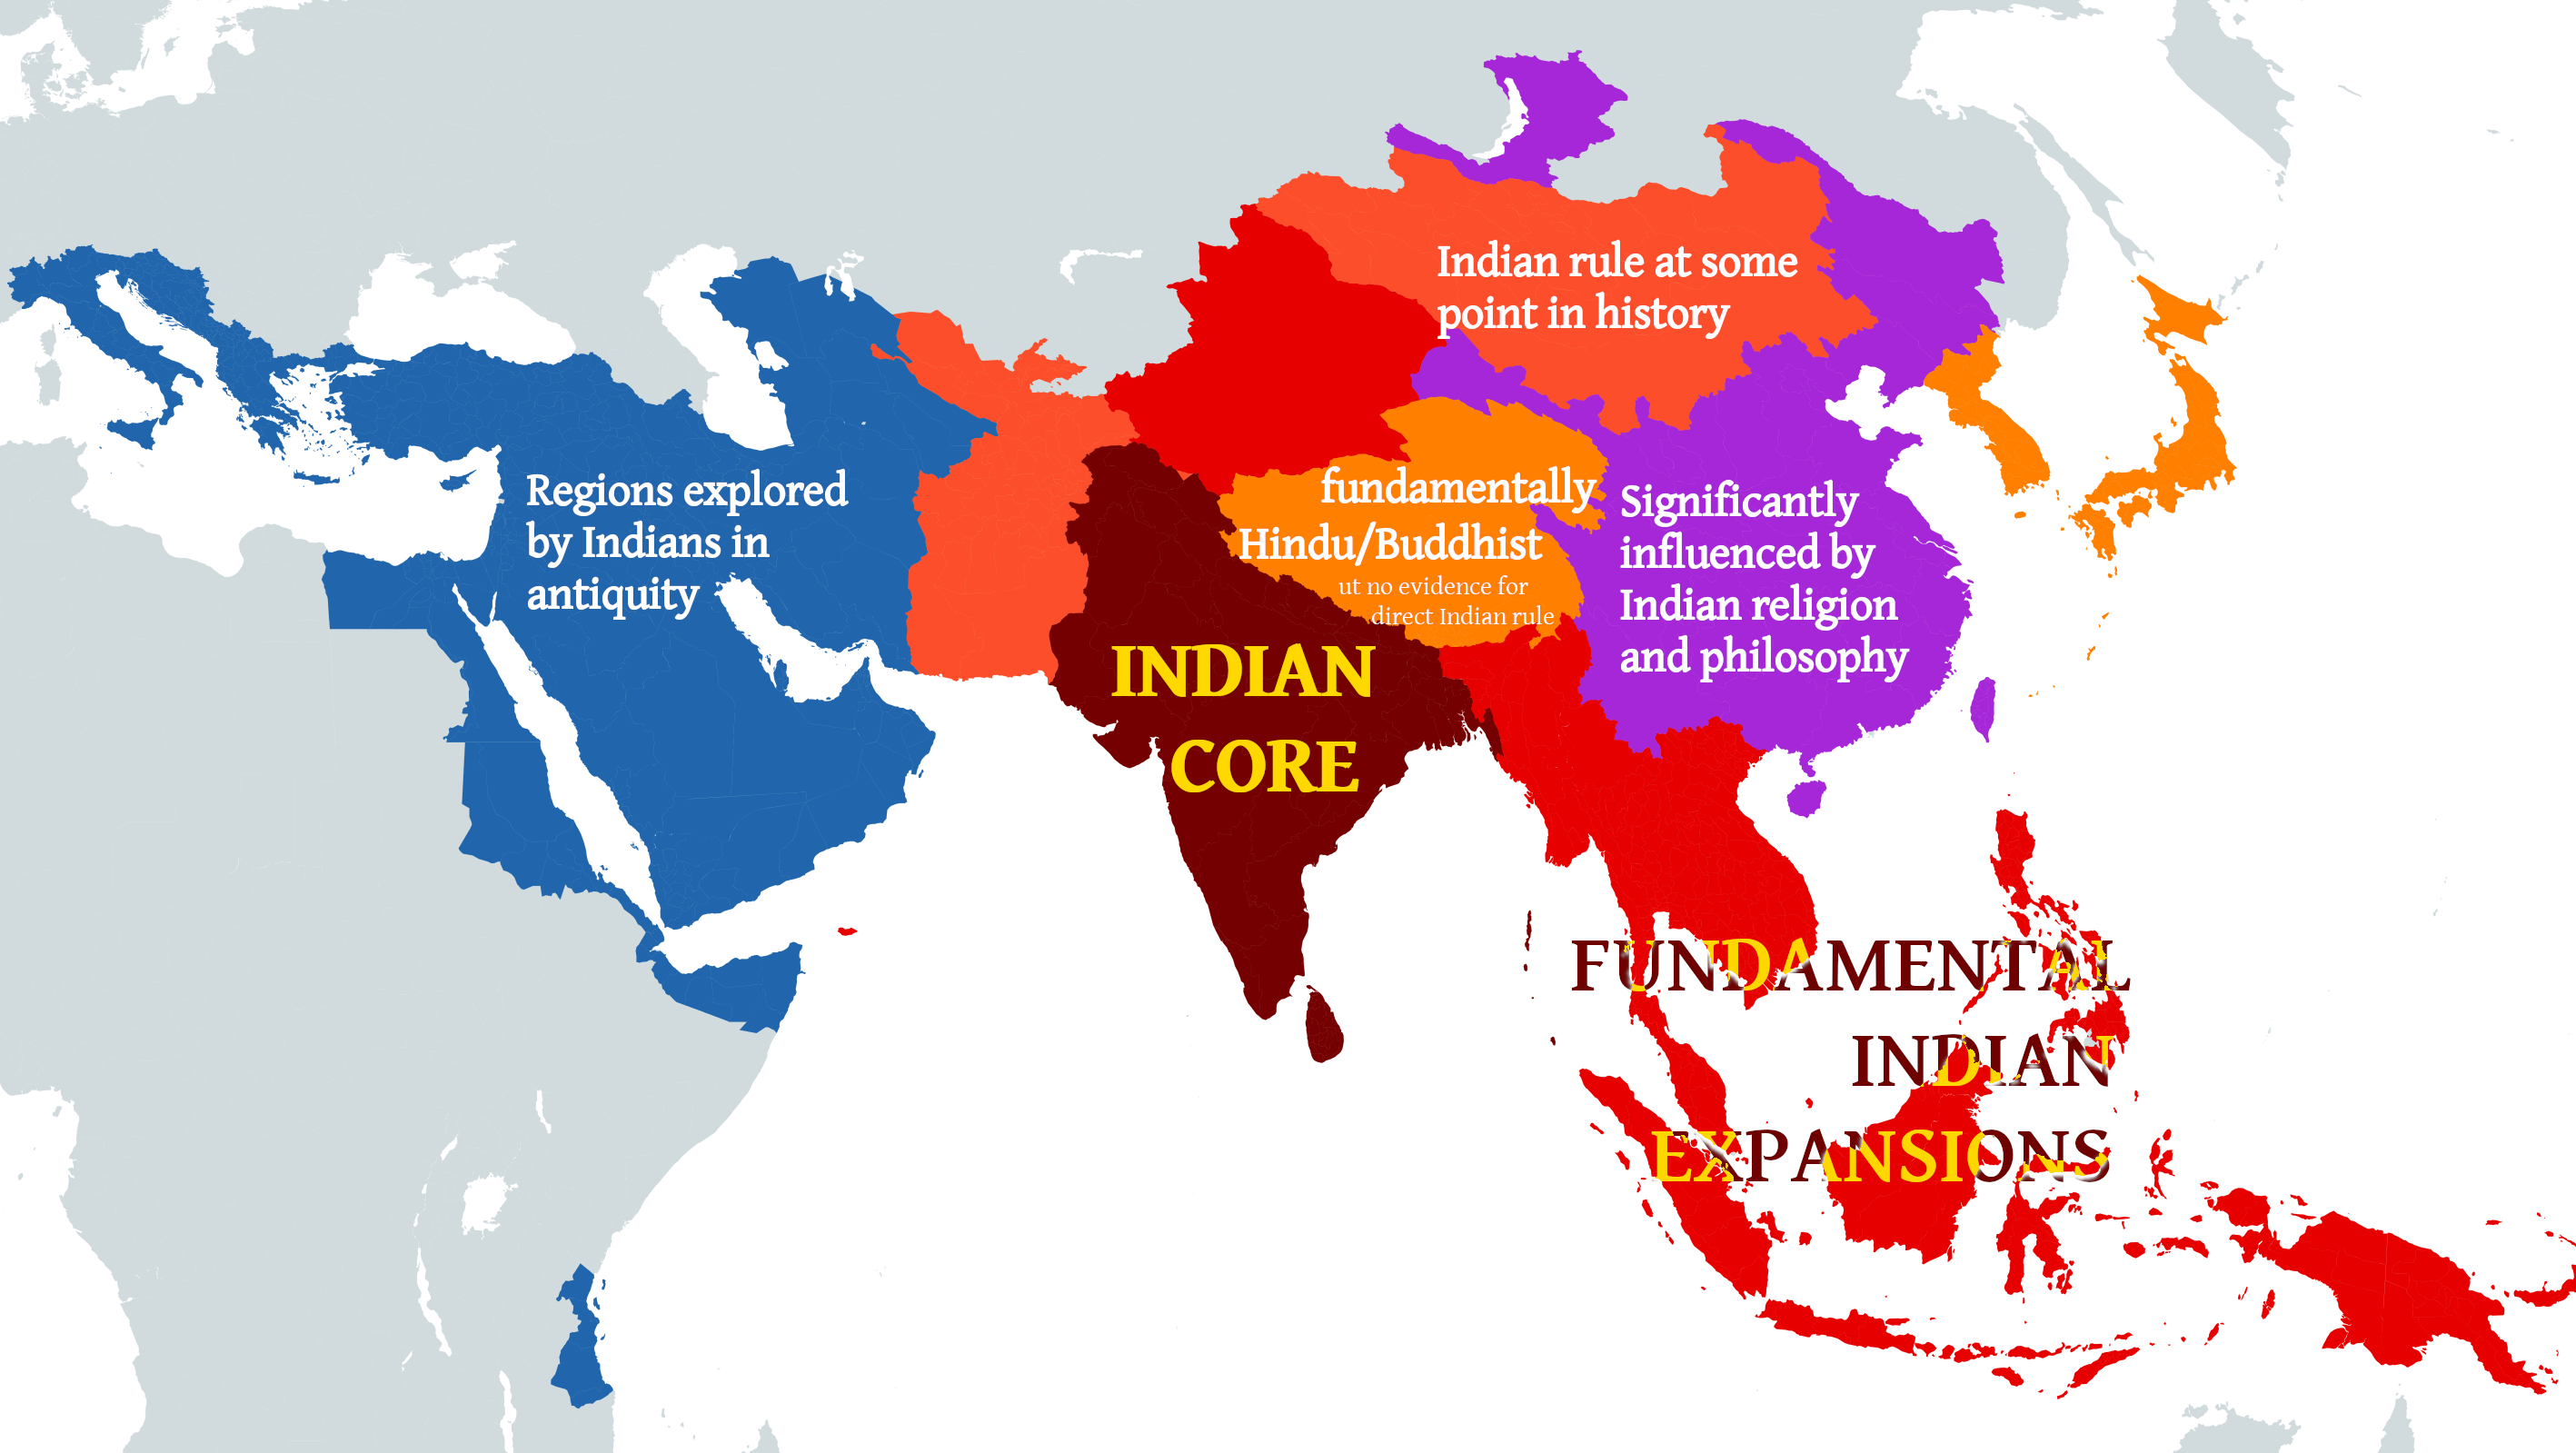 Indian rule at some
point in history
Regions explored
by Indians in
antiquity
fundamentally
Hindu/Buddhist
ut no evidence for
direct Indian rule
Significantly
influenced by
Indian religion
and philosophy
INDIAN
CORE
FUNDAMENTAL
INDIAN
EXPANSIONS